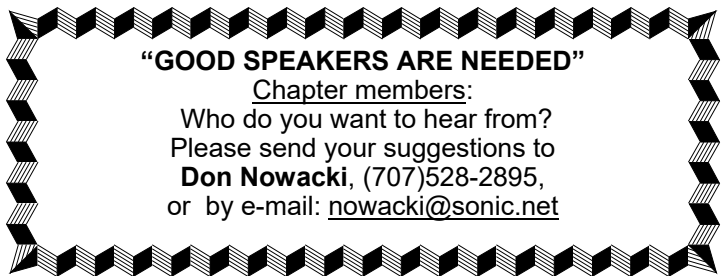 “GOOD SPEAKERS ARE NEEDED”
Chapter members:
Who do you want to hear from?
Please send your suggestions to
Don Nowacki, (707)528-2895,
or  by e-mail: nowacki@sonic.net